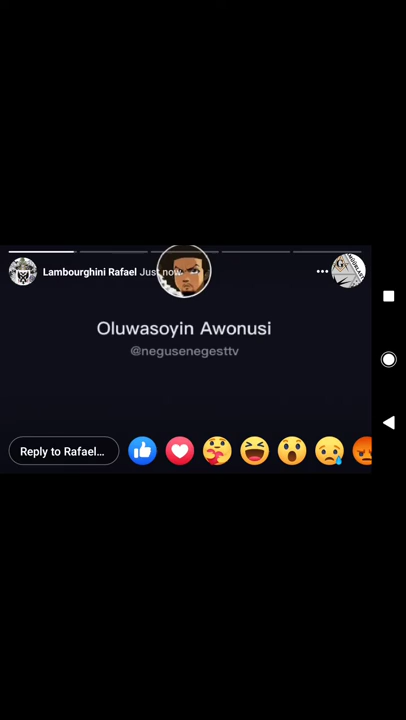 Lambourghini Rafael Just now
Oluwasoyin Awonusi
@negusenegesttv
Reply to Rafael...